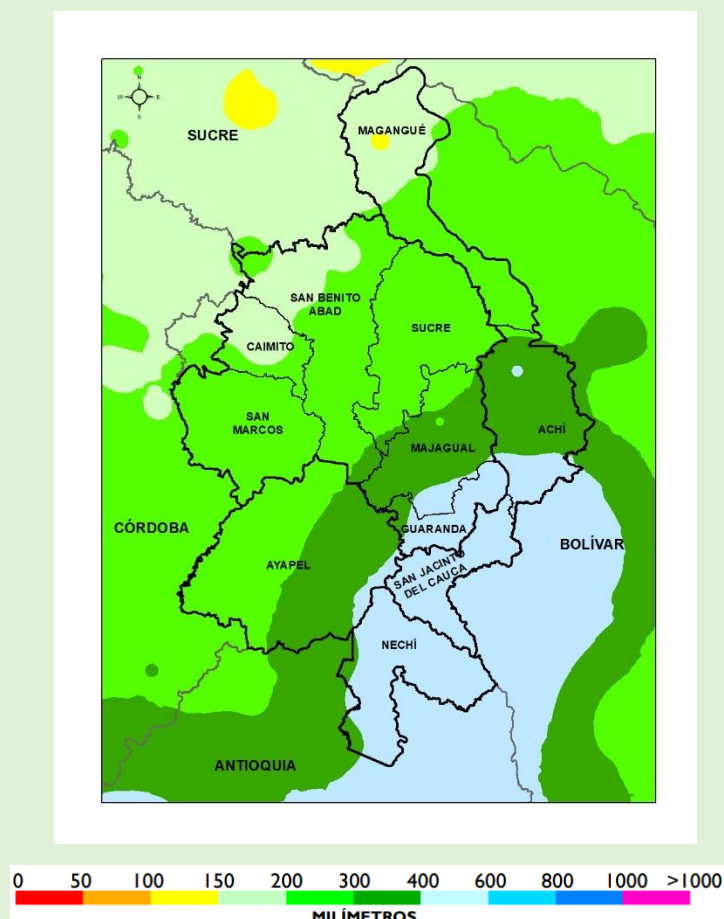 N
W E
S
MAGANGUÉ
SUCRE
SAN BENITO
ABAD
SUCRE
CAIMITO
SAN
MARCOS
ACHÍ
MAJAGUAL
CÓRDOBA
GUARANDA
BOLÍVAR
AYAPEL
SAN JACINTO
DEL CAUCA
NECHÍ
ANTIOQUIA
0 50 100 150 200 300 400 600 800 1000 >1000
MILÍMETROS